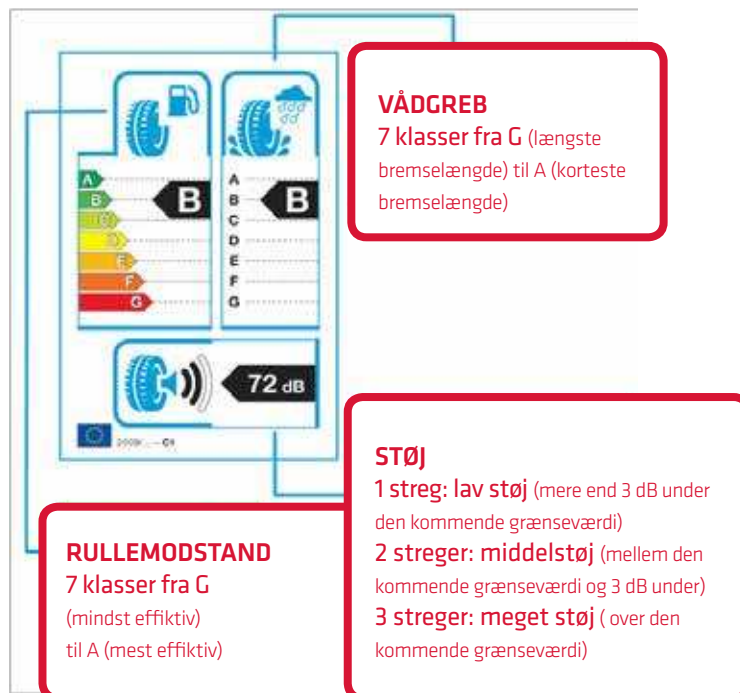 VÅDGREB
7 klasser fra G (længste
bremselængde) til A (korteste
bremselængde)
A
B
C
D
E
F
G
B
A
B
C
D
E
F
G
B
72 dB
C1
STØJ
1 streg: lav støj (mere end 3 dB under
den kommende grænseværdi)
2 streger: middelstøj (mellem den
kommende grænseværdi og 3 dB under)
3 streger: meget støj ( over den
kommende grænseværdi)
RULLEMODSTAND
7 klasser fra G
(mindst effiktiv)
til A (mest effiktiv)